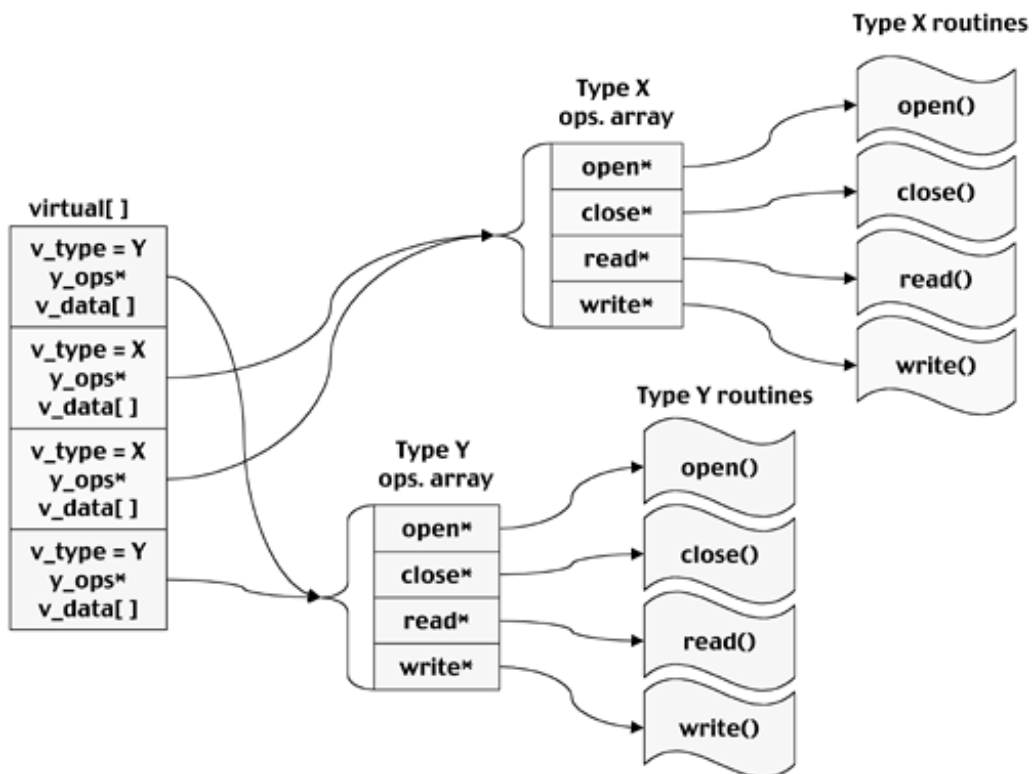 Type X routines
Type X
ops. array
open*
close*
read*
write*
open()
close()
read()
write()
virtual[ ]
v_type = Y
y_ops*
v_data[ ]
v_type = X
y_ops*
v_data[ ]
v_type = X
y_ops*
v_data[ ]
v_type = Y
y_ops*
v_data[ ]
Type Y routines
Type Y
ops. array
open*
close*
read*
write*
open()
close()
read()
write()